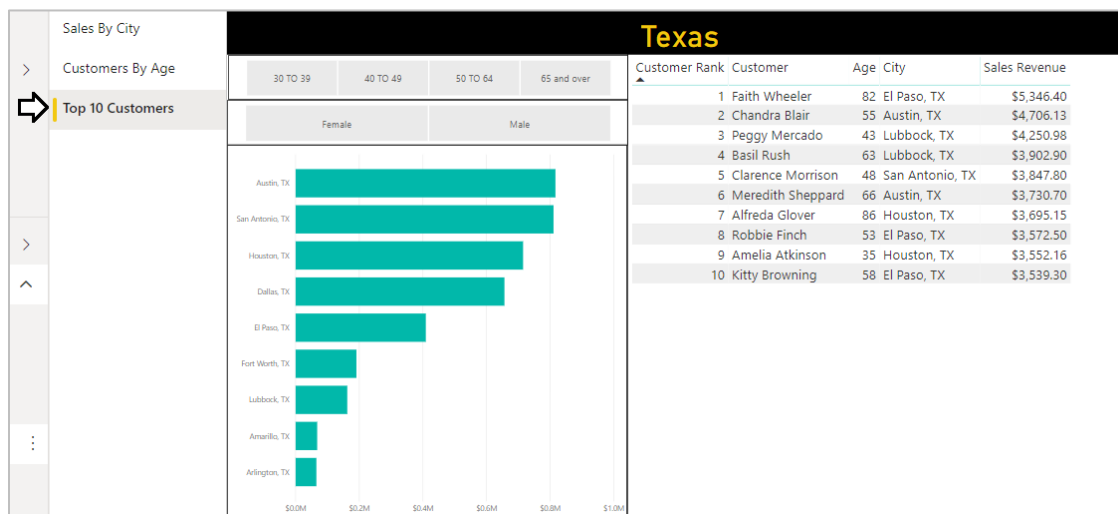 Sales By City
Customers By Age
Top 10 Customers
Texas
30 TO 39 40 TO 49 50 TO 64 65 and over
Female Male
Austin, TX
San Antonio, TX
Houston, TX
Dallas, TX
El Paso, TX
Fort Worth, TX
Lubbock, TX
Amarillo, TX
Arlington, TX
$0.0M $0.2M $0.4M $0.6M $0.8M $1.0M
Customer Rank Customer Age City Sales Revenue
1 Faith Wheeler 82 El Paso, TX $5,346.40
2 Chandra Blair 55 Austin, TX $4,706.13
3 Peggy Mercado 43 Lubbock, TX $4,250.98
4 Basil Rush 63 Lubbock, TX $3,902.90
5 Clarence Morrison 48 San Antonio, TX $3,847.80
6 Meredith Sheppard 66 Austin, TX $3,730.70
7 Alfreda Glover 86 Houston, TX $3,695.15
8 Robbie Finch 53 El Paso, TX $3,572.50
9 Amelia Atkinson 35 Houston, TX $3,552.16
10 Kitty Browning 58 El Paso, TX $3,539.30